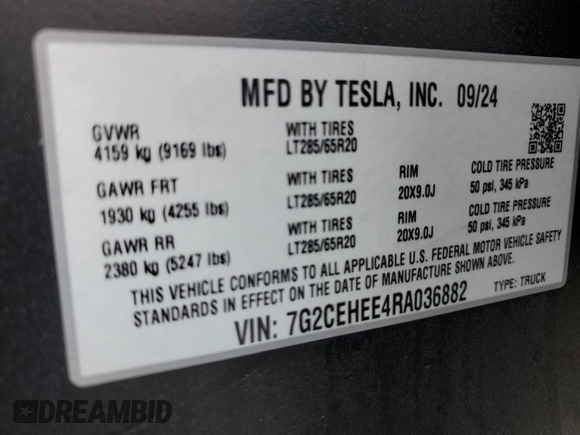 MFD BY TESLA, INC. 09/24
GVWR WITH TIRES
4159 kg (9169 lbs) LT285/65R20
GAWR FRT WITH TIRES RIM COLD TIRE PRESSURE
1930 kg (4255 lbs) LT285/65R20 20X9.0J 50 psi, 345 kPa
GAWR RR WITH TIRES RIM COLD TIRE PRESSURE
2380 kg (5247 lbs) LT285/65R20 20X9.0J 50 psi, 345 kPa
THIS VEHICLE CONFORMS TO ALL APPLICABLE U.S. FEDERAL MOTOR VEHICLE SAFETY
STANDARDS IN EFFECT ON THE DATE OF MANUFACTURE SHOWN ABOVE.
VIN: 7G2CEHEE4RA036882 TYPE: TRUCK
DREAMBID